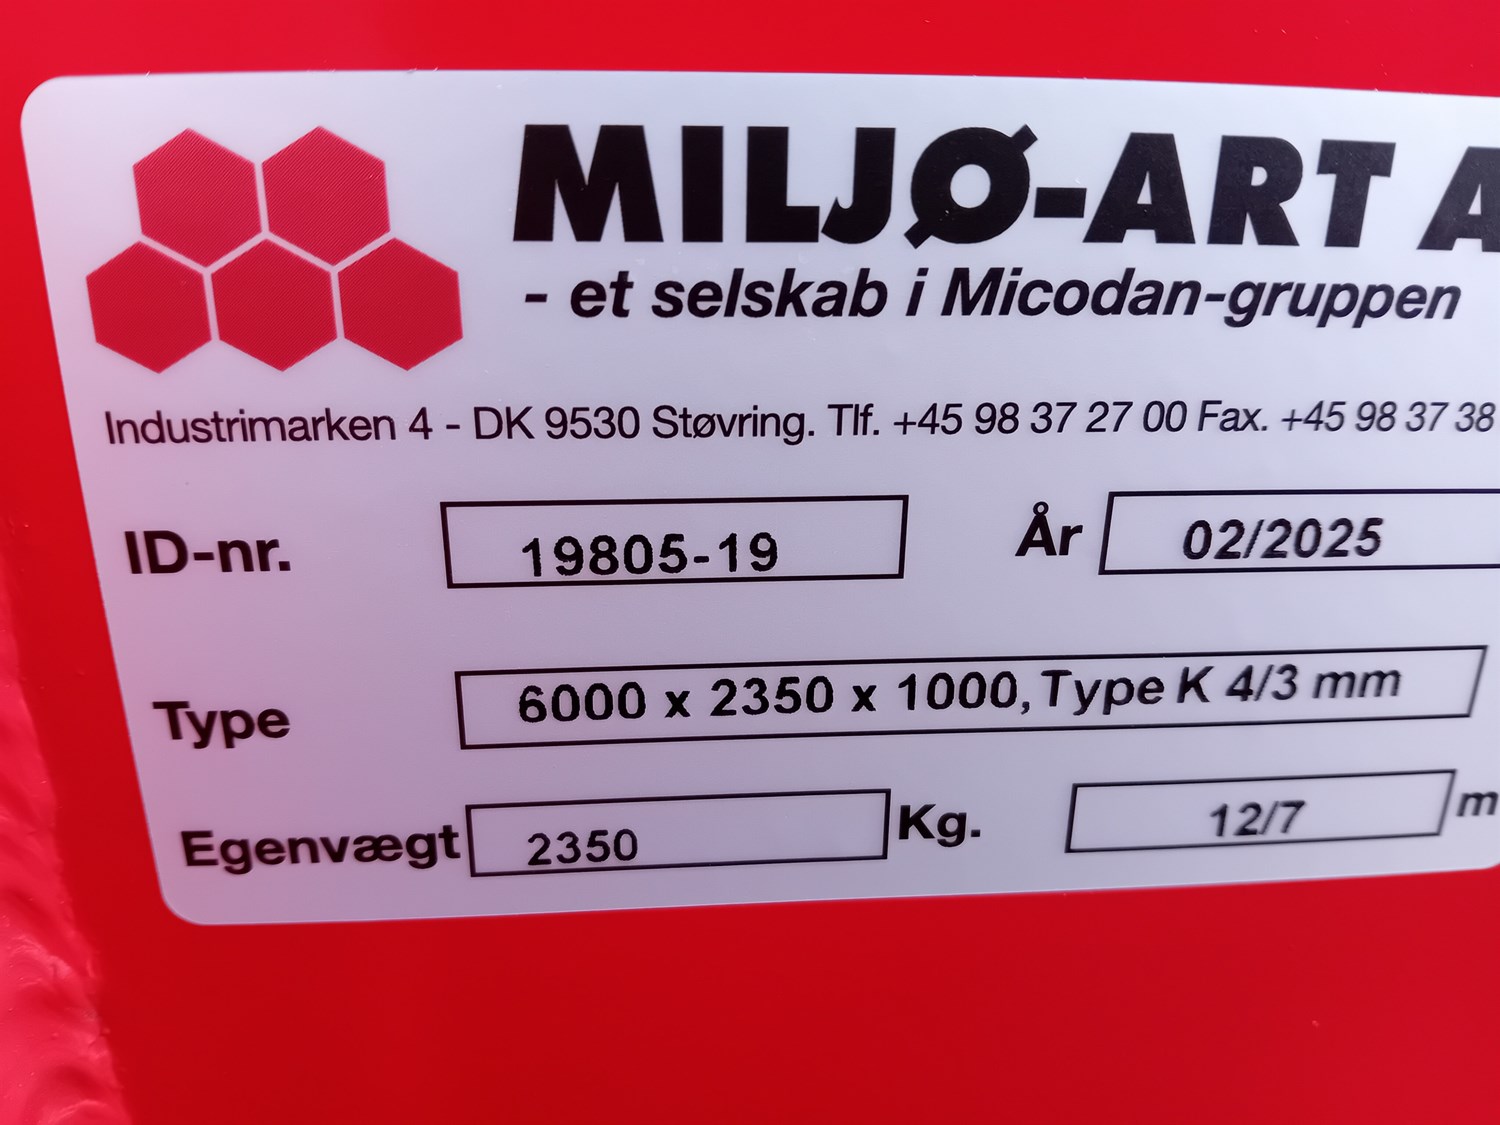 MILJØ-ART A
- et selskab i Micodan-gruppen
Industrimarken 4 - DK 9530 Støvring. Tlf. +45 98 37 27 00 Fax. +45 98 37 38
ID-nr. 19805-19 År 02/2025
Type 6000 x 2350 x 1000, Type K 4/3 mm
Egenvægt 2350 Kg. 12/7 m